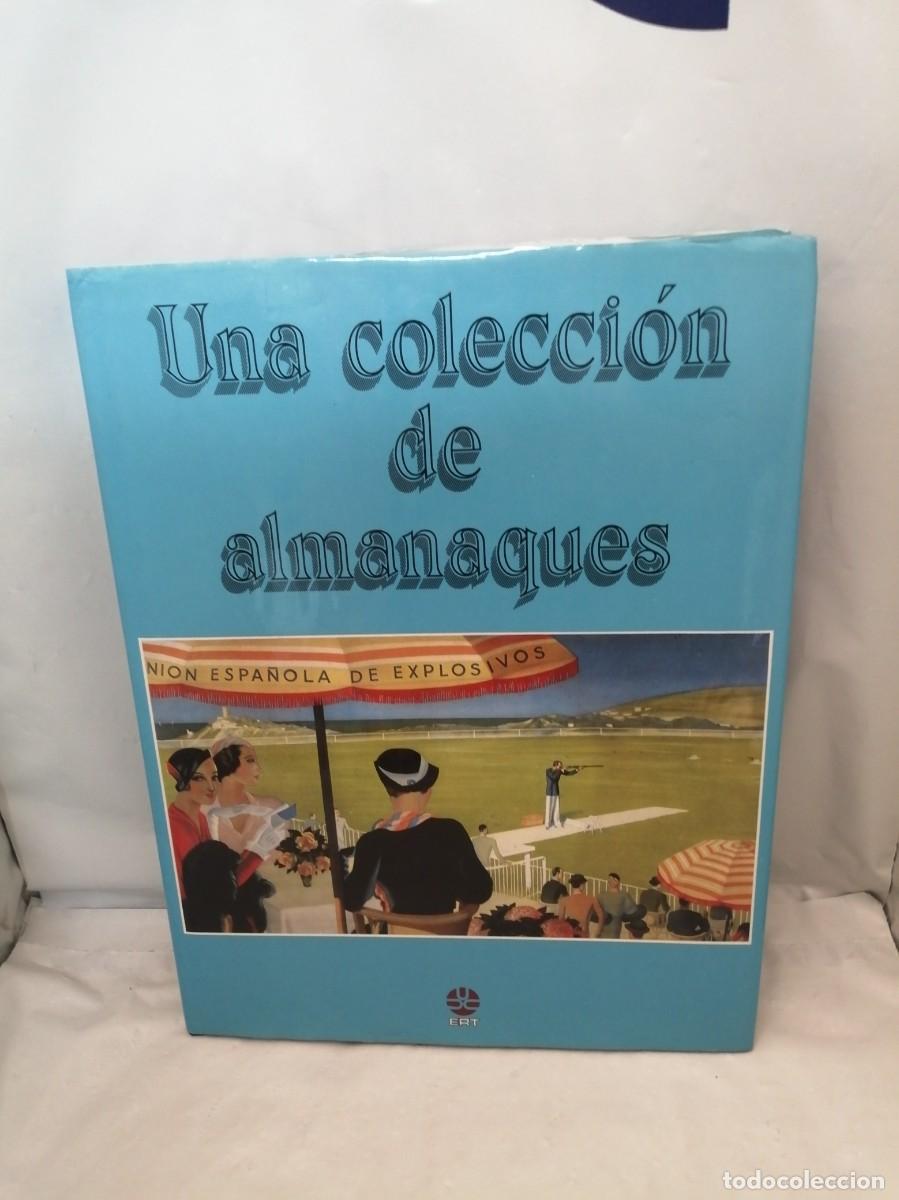 Una colección
de
almanaques
NION ESPAÑOLA DE EXPLOSIVOS
ERT
todocoleccion